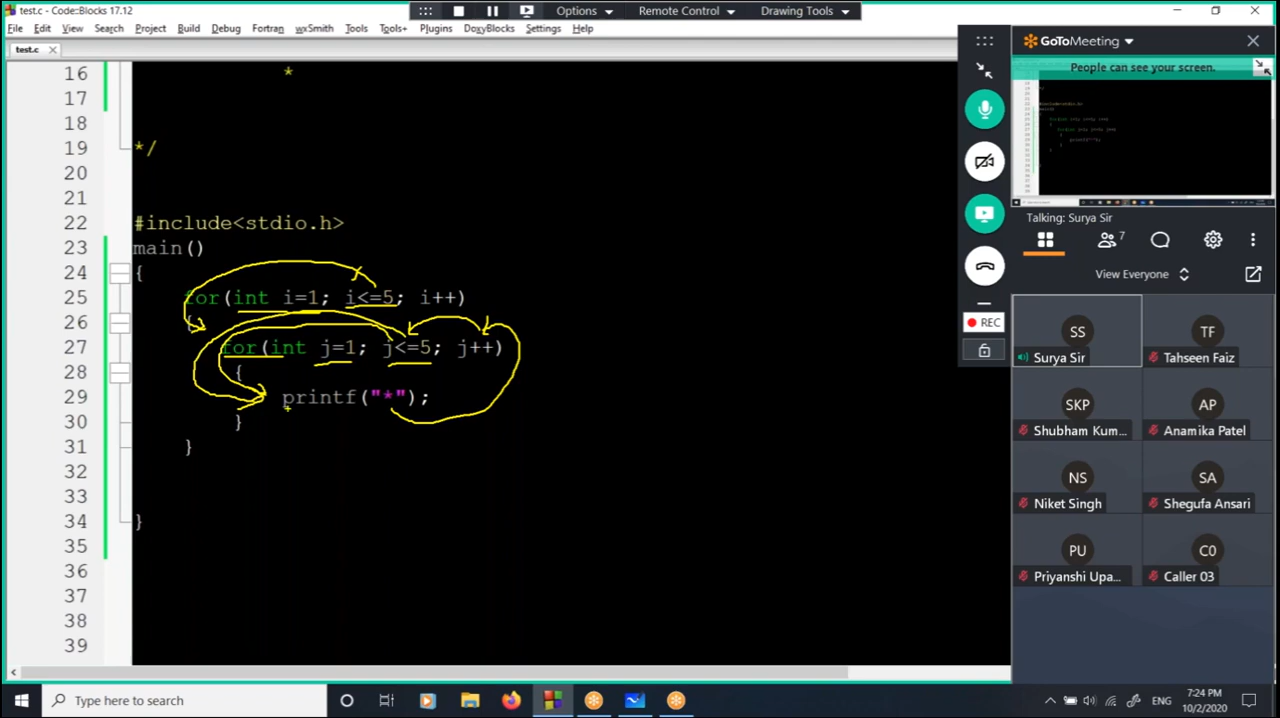 test.c - Code::Blocks 17.12
Options Remote Control Drawing Tools
File Edit View Search Project Build Debug Fortran wxSmith Tools Tools+ Plugins DoxyBlocks Settings Help
test.c
GoToMeeting
People can see your screen.
16 *
17
18
19 */
20
21
22 #include<stdio.h>
23 main()
24 {
25 for(int i=1; i<=5; i++)
26 {
27 for(int j=1; j<=5; j++)
28 {
29 printf("*");
30 }
31 }
32
33
34 }
35
36
37
38
39
REC
Talking: Surya Sir
7
View Everyone
SS
Surya Sir
TF
Tahseen Faiz
SKP
Shubham Kum...
AP
Anamika Patel
NS
Niket Singh
SA
Shegufa Ansari
PU
Priyanshi Upa...
C0
Caller 03
Type here to search
ENG
7:24 PM
10/2/2020